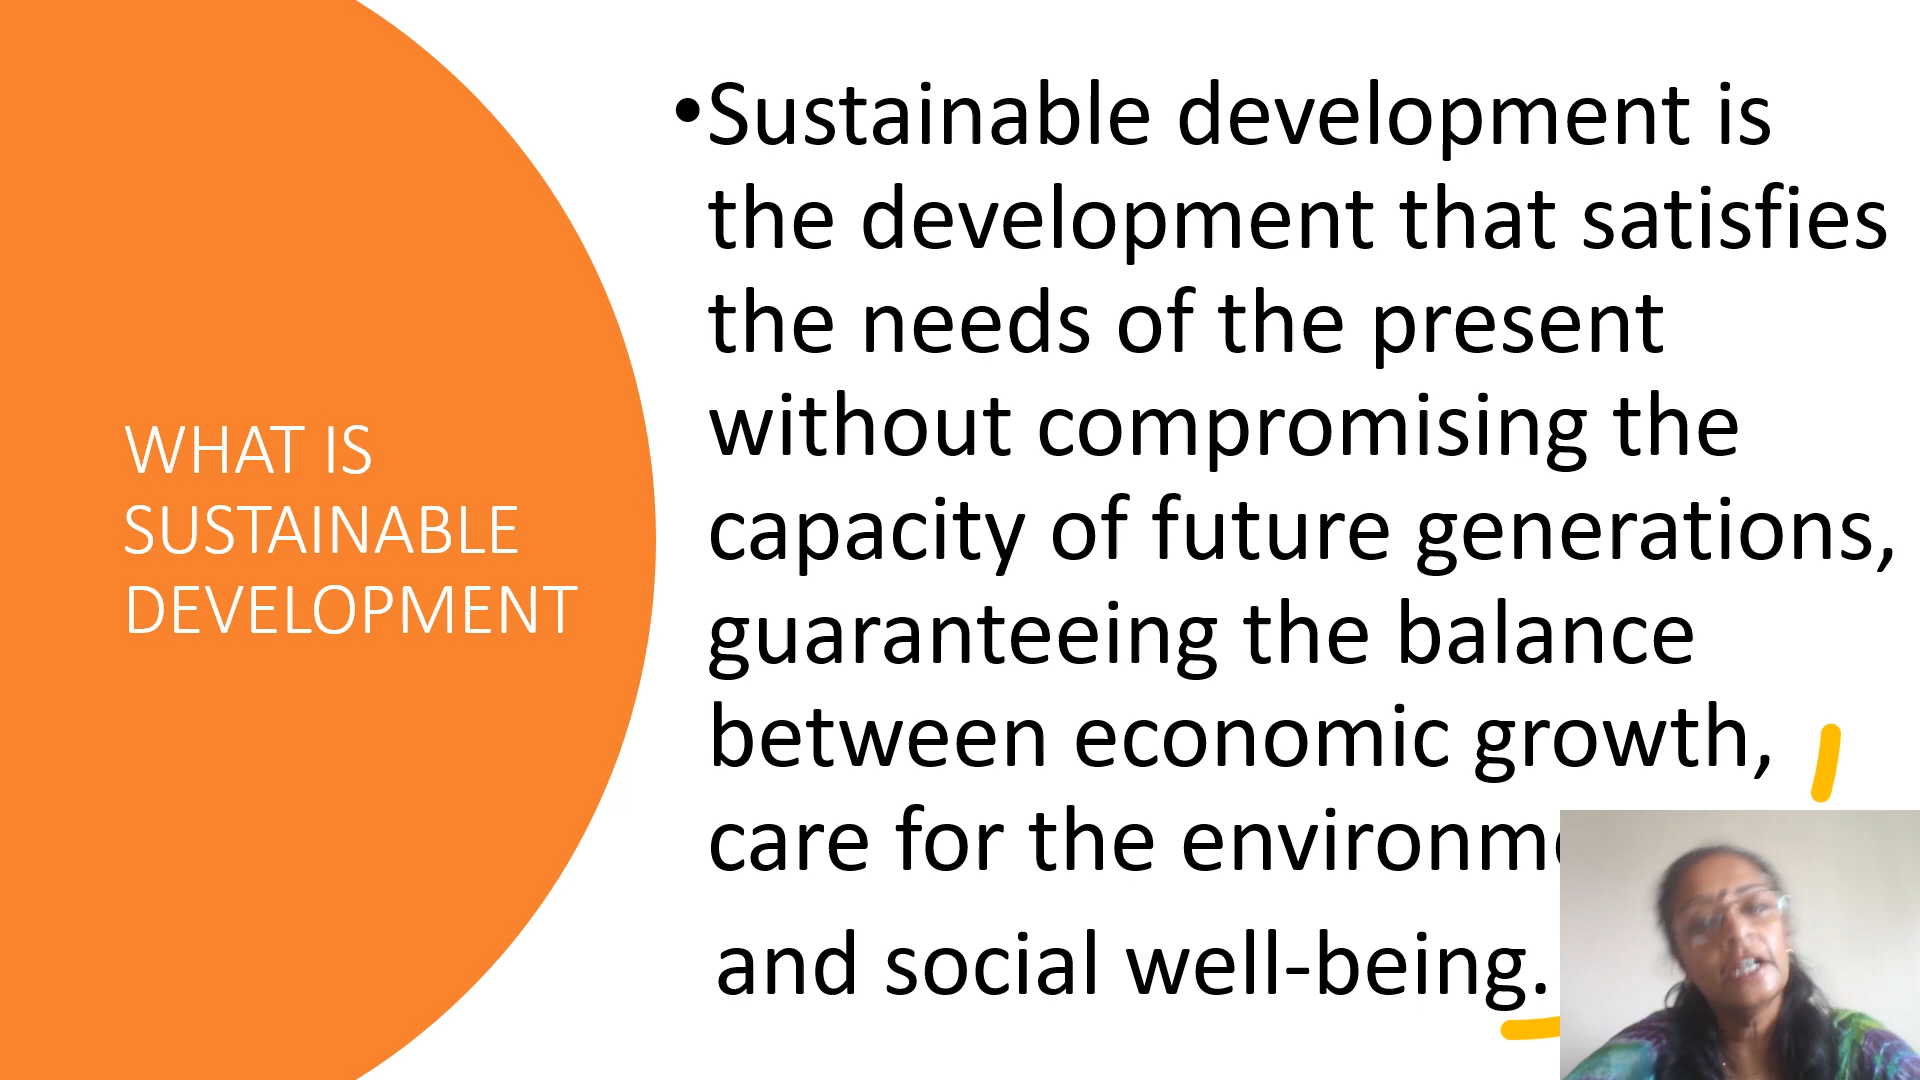 WHAT IS
SUSTAINABLE
DEVELOPMENT
•Sustainable development is
the development that satisfies
the needs of the present
without compromising the
capacity of future generations,
guaranteeing the balance
between economic growth,
care for the
and social well-being.